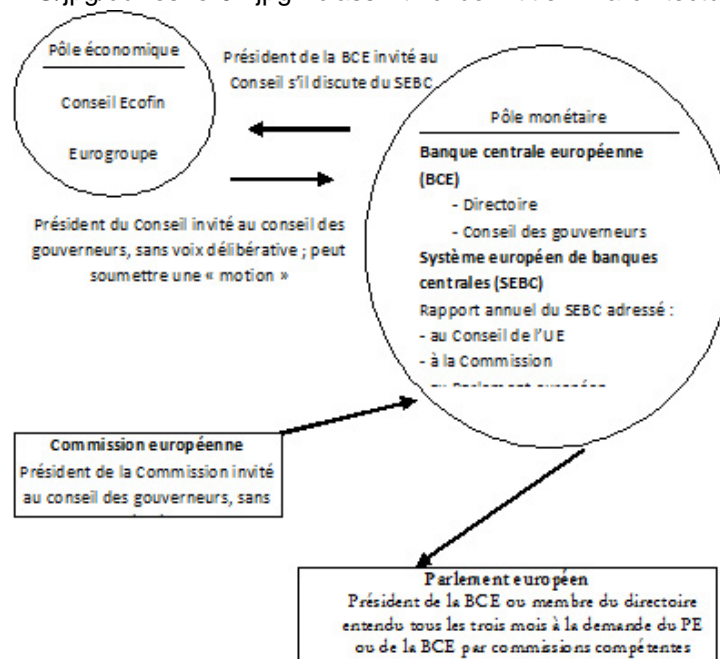 Pôle économique
Conseil Ecofin
Eurogroupe
Président de la BCE invité au
Conseil s'il discute du SEBC
Président du Conseil invité au conseil des
gouverneurs, sans voix délibérative ; peut
soumettre une « motion »
Pôle monétaire
Banque centrale européenne
(BCE)
- Directoire
- Conseil des gouverneurs
Système européen de banques
centrales (SEBC)
Rapport annuel du SEBC adressé :
- au Conseil de l'UE
- à la Commission
- au Parlement européen
Commission européenne
Président de la Commission invité
au conseil des gouverneurs, sans
Parlement européen
Président de la BCE ou membre du directoire
entendu tous les trois mois à la demande du PE
ou de la BCE par commissions compétentes